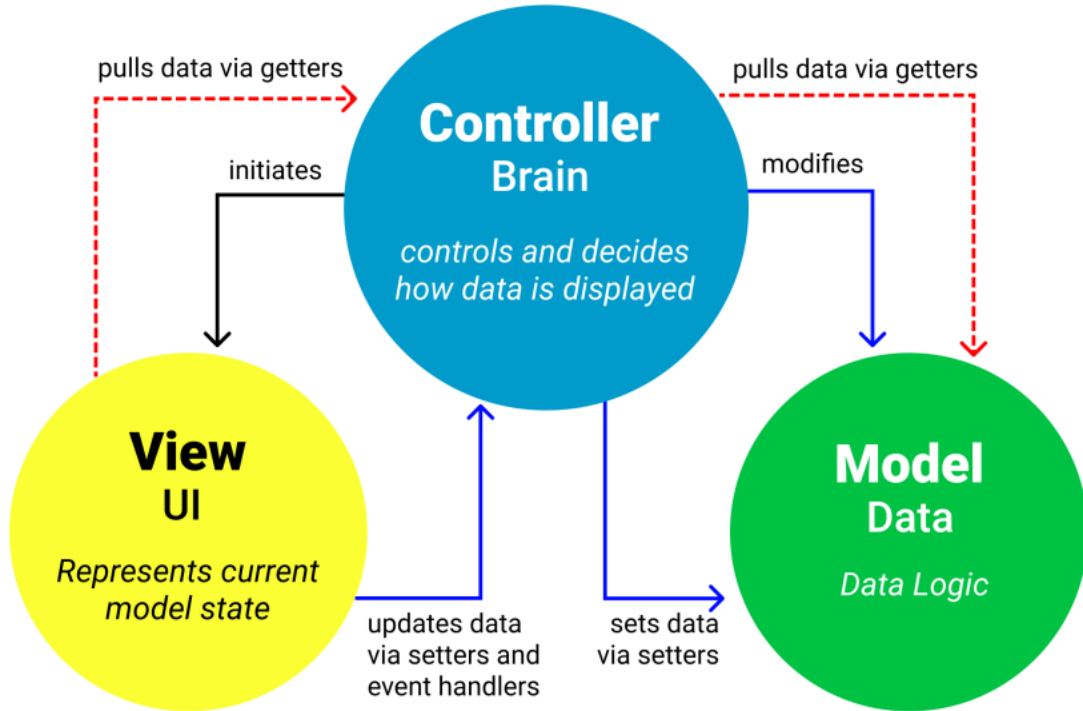 pulls data via getters
pulls data via getters
Controller
Brain
initiates
modifies
controls and decides
how data is displayed
View
UI
Represents current
model state
Model
Data
Data Logic
updates data
via setters and
event handlers
sets data
via setters